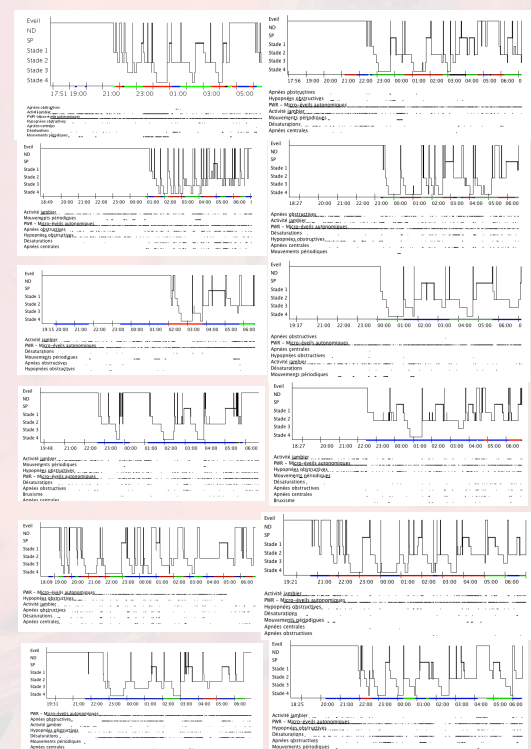 Eveil
ND
SP
Stade 1
Stade 2
Stade 3
Stade 4
17:51 19:00 21:00 23:00 01:00 03:00 05:00
Apnées obstructives
Activité jambier
PWR - Micro-éveils autonomiques
Hypopnées obstructives
Apnées centrales
Désaturations
Mouvements périodiques
Eveil
ND
SP
Stade 1
Stade 2
Stade 3
Stade 4
17:56 19:00 20:00 21:00 22:00 23:00 00:00 01:00 02:00 03:00 04:00 05:00 06:00 0
Apnées obstructives
Hypopnées obstructives
PWR - Micro-éveils autonomiques
Activité jambier
Mouvements périodiques
Désaturations
Apnées centrales
Eveil
ND
SP
Stade 1
Stade 2
Stade 3
Stade 4
18:49 20:00 21:00 22:00 23:00 00:00 01:00 02:00 03:00 04:00 05:00 06:00
Activité jambier
Mouvements périodiques
PWR - Micro-éveils autonomiques
Apnées obstructives
Hypopnées obstructives
Désaturations
Apnées centrales
Eveil
ND
SP
Stade 1
Stade 2
Stade 3
Stade 4
18:27 20:00 21:00 22:00 23:00 00:00 01:00 02:00 03:00 04:00 05:00 06:00
Apnées obstructives
Activité jambier
PWR - Micro-éveils autonomiques
Désaturations
Hypopnées obstructives
Apnées centrales
Mouvements périodiques
Eveil
ND
SP
Stade 1
Stade 2
Stade 3
Stade 4
19:15 20:00 21:00 22:00 23:00 00:00 01:00 02:00 03:00 04:00 05:00 06:00
Activité jambier
PWR - Micro-éveils autonomiques
Désaturations
Mouvements périodiques
Apnées obstructives
Hypopnées obstructives
Eveil
ND
SP
Stade 1
Stade 2
Stade 3
Stade 4
19:37 21:00 22:00 23:00 00:00 01:00 02:00 03:00 04:00 05:00 06:00 0
Apnées obstructives
PWR - Micro-éveils autonomiques
Apnées centrales
Hypopnées obstructives
Activité jambier
Désaturations
Mouvements périodiques
Eveil
ND
SP
Stade 1
Stade 2
Stade 3
Stade 4
19:48 21:00 22:00 23:00 00:00 01:00 02:00 03:00 04:00 05:00 06:00
Activité jambier
Mouvements périodiques
Hypopnées obstructives
PWR - Micro-éveils autonomiques
Désaturations
Apnées obstructives
Bruxisme
Apnées centrales
Eveil
ND
SP
Stade 1
Stade 2
Stade 3
Stade 4
18:27 20:00 21:00 22:00 23:00 00:00 01:00 02:00 03:00 04:00 05:00 06:00
Activité jambier
PWR - Micro-éveils autonomiques
Hypopnées obstructives
Mouvements périodiques
Désaturations
Apnées obstructives
Apnées centrales
Bruxisme
Eveil
ND
SP
Stade 1
Stade 2
Stade 3
Stade 4
18:09 19:00 20:00 21:00 22:00 23:00 00:00 01:00 02:00 03:00 04:00 05:00 06:00
PWR - Micro-éveils autonomiques
Hypopnées obstructives
Activité jambier
Apnées obstructives
Désaturations
Apnées centrales
Eveil
ND
SP
Stade 1
Stade 2
Stade 3
Stade 4
19:21 21:00 22:00 23:00 00:00 01:00 02:00 03:00 04:00 05:00 06:00
Activité jambier
PWR - Micro-éveils autonomiques
Hypopnées obstructives
Désaturations
Mouvements périodiques
Apnées centrales
Apnées obstructives
Eveil
ND
SP
Stade 1
Stade 2
Stade 3
Stade 4
19:31 21:00 22:00 23:00 00:00 01:00 02:00 03:00 04:00 05:00 06:00
PWR - Micro-éveils autonomiques
Apnées obstructives
Activité jambier
Hypopnées obstructives
Désaturations
Mouvements périodiques
Apnées centrales
Eveil
ND
SP
Stade 1
Stade 2
Stade 3
Stade 4
18:25 20:00 21:00 22:00 23:00 00:00 01:00 02:00 03:00 04:00 05:00 06:00
Activité jambier
PWR - Micro-éveils autonomiques
Hypopnées obstructives
Désaturations
Apnées obstructives
Mouvements périodiques